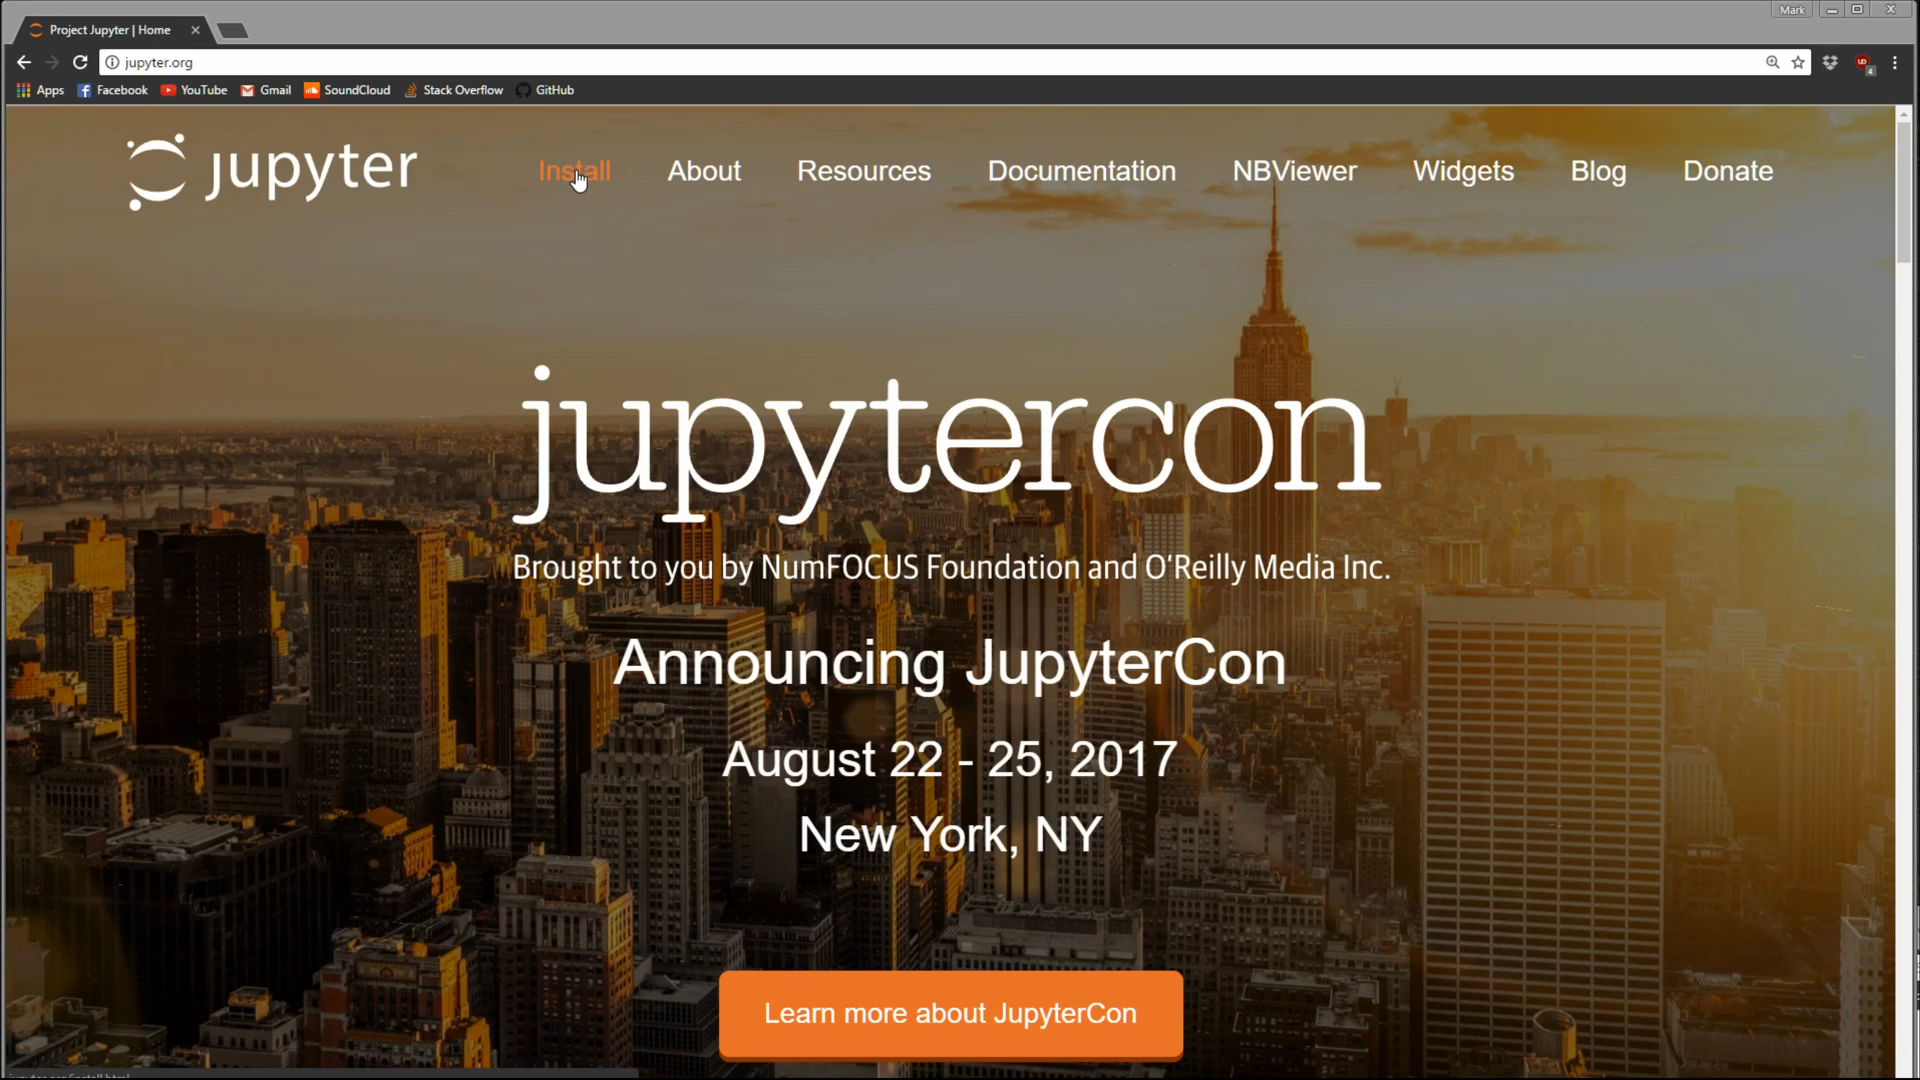 Mark
Project Jupyter | Home
jupyter.org
4
Apps Facebook YouTube Gmail SoundCloud Stack Overflow GitHub
jupyter Install About Resources Documentation NBViewer Widgets Blog Donate
jupytercon
Brought to you by NumFOCUS Foundation and O'Reilly Media Inc.
Announcing JupyterCon
August 22 - 25, 2017
New York, NY
Learn more about JupyterCon